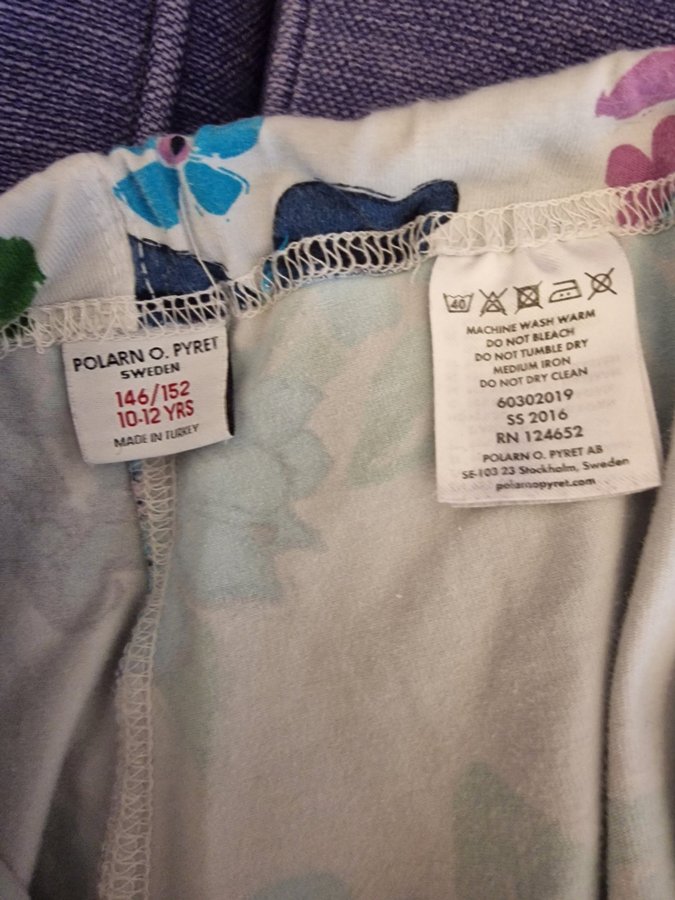 POLARN O. PYRET
SWEDEN
146/152
10-12 YRS
MADE IN TURKEY
40
MACHINE WASH WARM
DO NOT BLEACH
DO NOT TUMBLE DRY
MEDIUM IRON
DO NOT DRY CLEAN
60302019
SS 2016
RN 124652
POLARN O. PYRET AB
SE-103 23 Stockholm, Sweden
polarnopyret.com